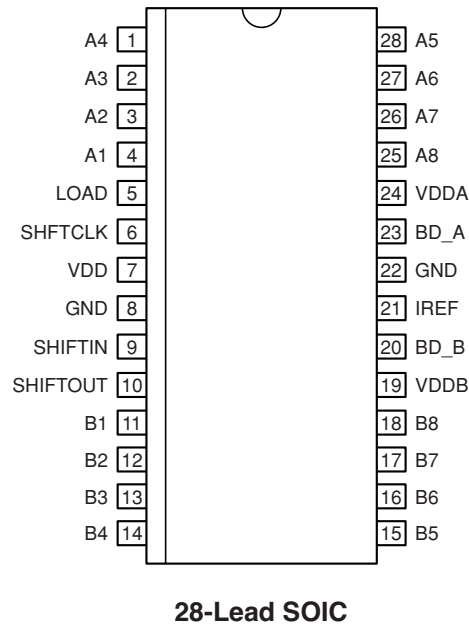 A4 1 28 A5
A3 2 27 A6
A2 3 26 A7
A1 4 25 A8
LOAD 5 24 VDDA
SHFTCLK 6 23 BD_A
VDD 7 22 GND
GND 8 21 IREF
SHIFTIN 9 20 BD_B
SHIFTOUT 10 19 VDDB
B1 11 18 B8
B2 12 17 B7
B3 13 16 B6
B4 14 15 B5
28-Lead SOIC